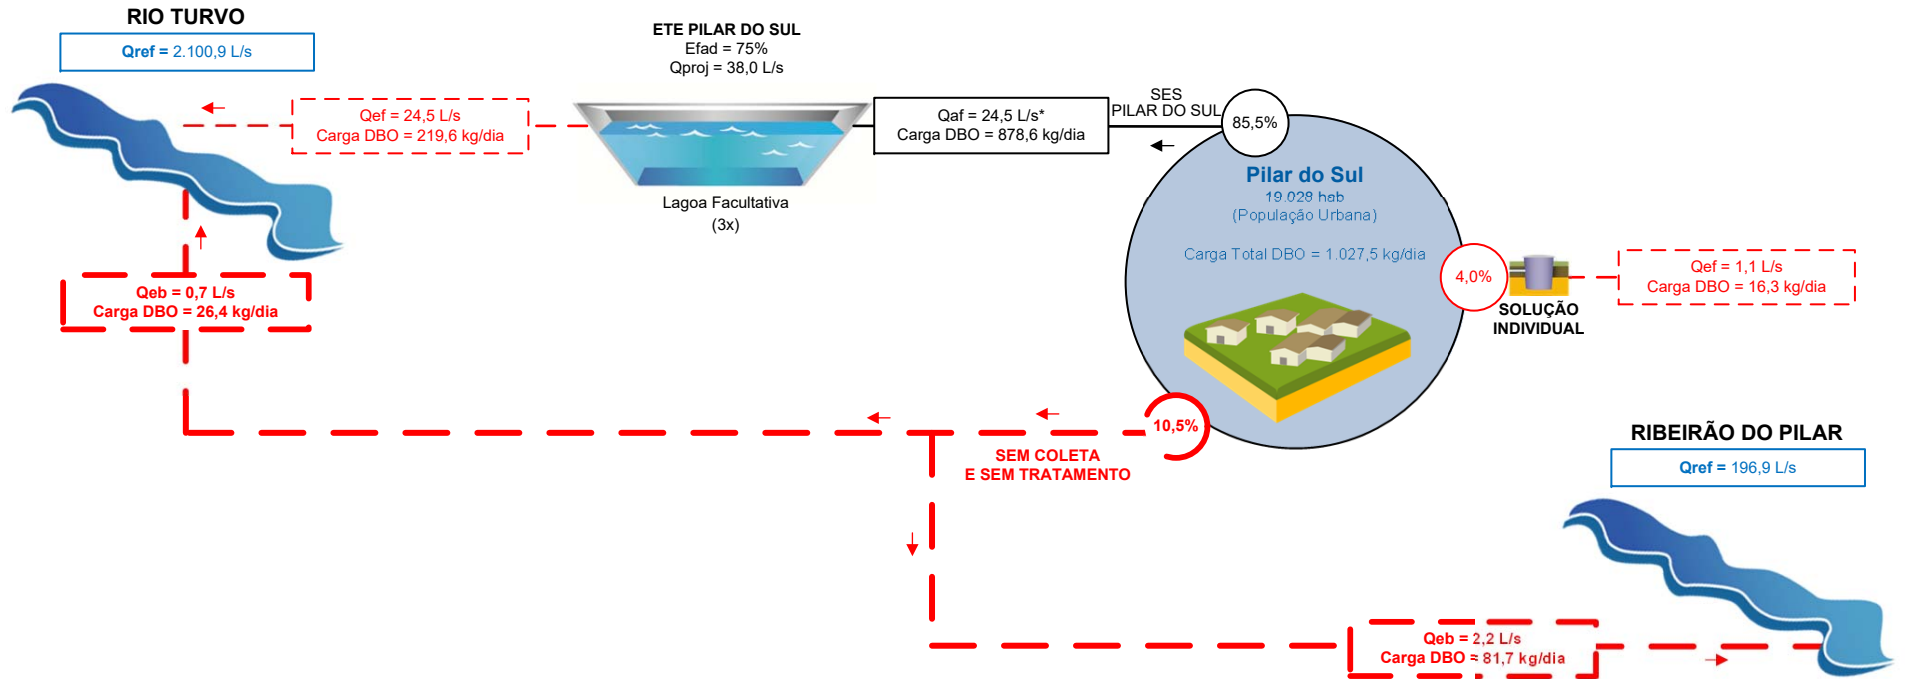 RIO TURVO
Qref = 2.100,9 L/s
ETE PILAR DO SUL
Efad = 75%
Qproj = 38,0 L/s
Qef = 24,5 L/s
Carga DBO = 219,6 kg/dia
Lagoa Facultativa
(3x)
Qaf = 24,5 L/s*
Carga DBO = 878,6 kg/dia
SES
PILAR DO SUL
85,5%
Pilar do Sul
19.028 hab
(População Urbana)
Carga Total DBO = 1.027,5 kg/dia
4,0%
SOLUÇÃO
INDIVIDUAL
Qef = 1,1 L/s
Carga DBO = 16,3 kg/dia
Qeb = 0,7 L/s
Carga DBO = 26,4 kg/dia
10,5%
SEM COLETA
E SEM TRATAMENTO
RIBEIRÃO DO PILAR
Qref = 196,9 L/s
Qeb = 2,2 L/s
Carga DBO = 81,7 kg/dia